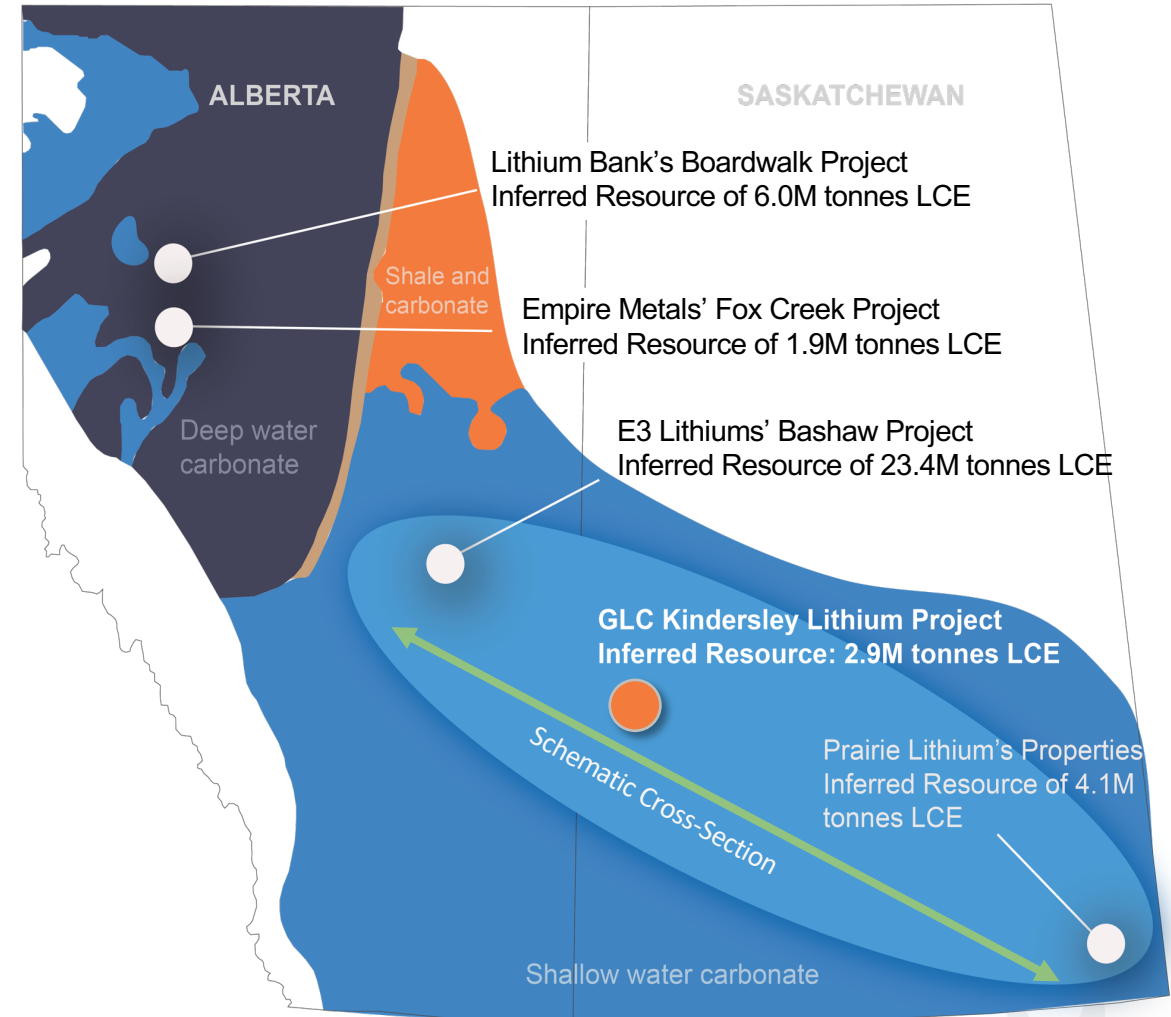 ALBERTA
SASKATCHEWAN
Lithium Bank's Boardwalk Project
Inferred Resource of 6.0M tonnes LCE
Shale and
carbonate
Empire Metals' Fox Creek Project
Inferred Resource of 1.9M tonnes LCE
Deep water
carbonate
E3 Lithiums' Bashaw Project
Inferred Resource of 23.4M tonnes LCE
GLC Kindersley Lithium Project
Inferred Resource: 2.9M tonnes LCE
Schematic Cross-Section
Prairie Lithium's Properties
Inferred Resource of 4.1M
tonnes LCE
Shallow water carbonate